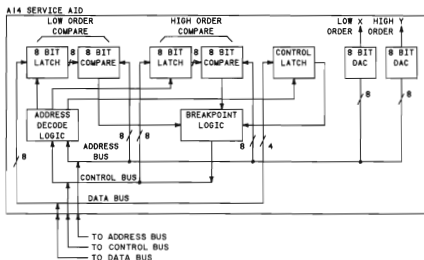 A14 SERVICE AID
LOW ORDER
COMPARE
HIGH ORDER
COMPARE
LOW X
ORDER
HIGH Y
ORDER
8 BIT
LATCH
8
8 BIT
COMPARE
8 BIT
LATCH
8
8 BIT
COMPARE
CONTROL
LATCH
8 BIT
DAC
8 BIT
DAC
8
8
ADDRESS
DECODE
LOGIC
BREAKPOINT
LOGIC
8
8
8
8
4
ADDRESS
BUS
CONTROL BUS
DATA BUS
TO ADDRESS BUS
TO CONTROL BUS
TO DATA BUS